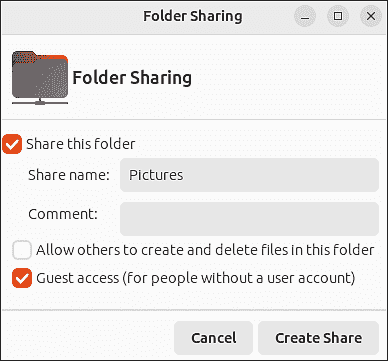 Folder Sharing
Folder Sharing
Share this folder
Share name: Pictures
Comment:
Allow others to create and delete files in this folder
Guest access (for people without a user account)
Cancel Create Share